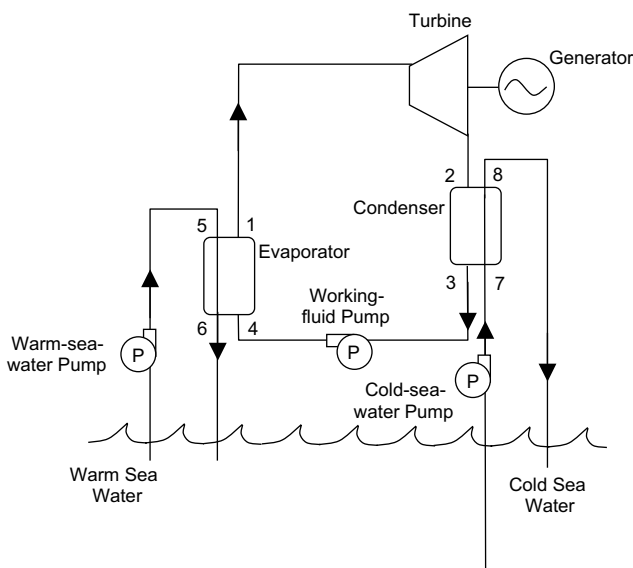 Turbine
Generator
2
8
Condenser
5
1
Evaporator
3
7
Working-
fluid Pump
6
4
Warm-sea-
water Pump
P
P
Cold-sea-
water Pump
P
Warm Sea
Water
Cold Sea
Water